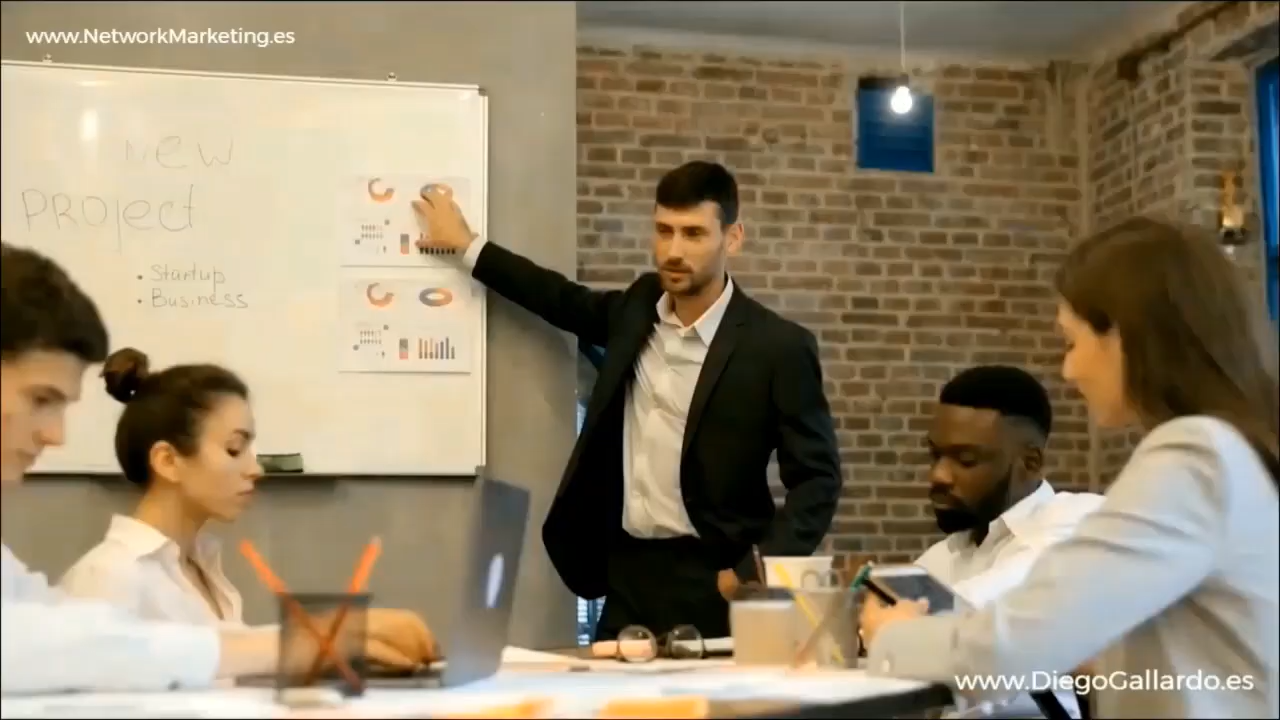 www.NetworkMarketing.es
New
PROject
• Startup
• Business
www.DiegoGallardo.es